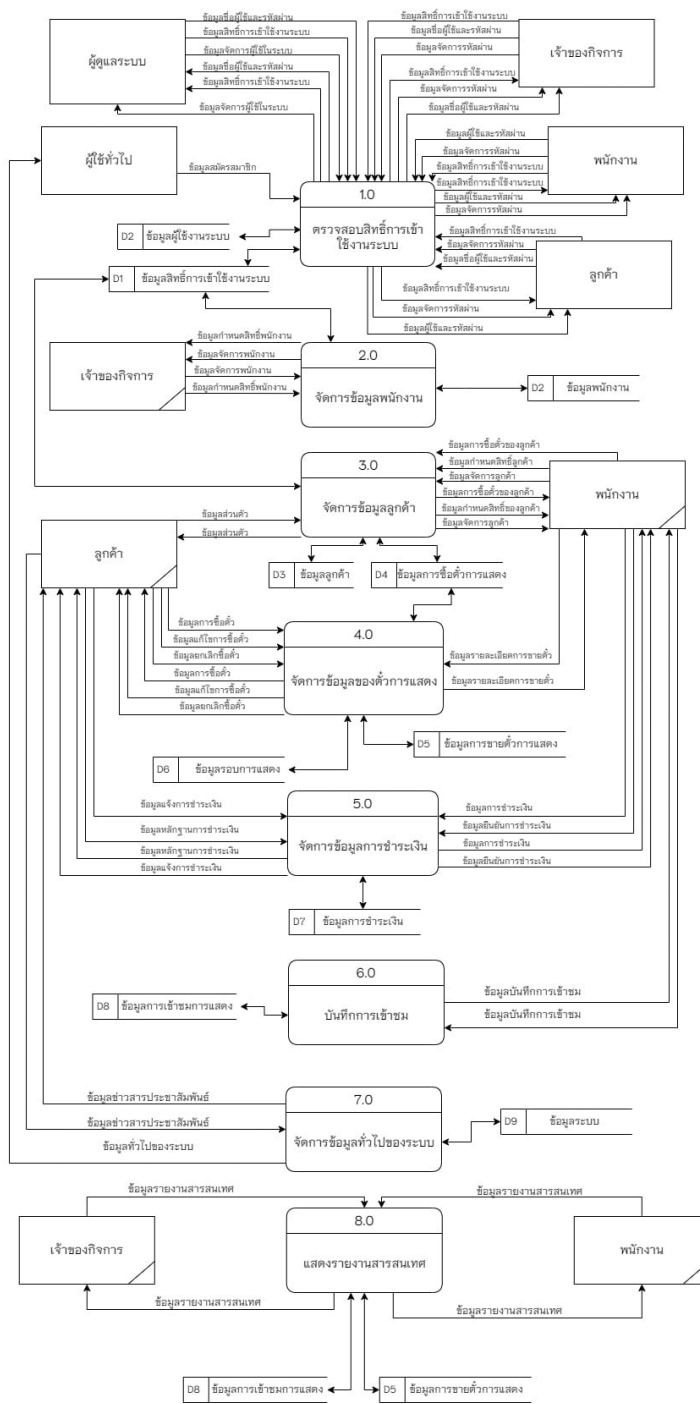 ข้อมูลชื่อผู้ใช้และรหัสผ่าน
ข้อมูลสิทธิ์การเข้าใช้งานระบบ
ข้อมูลจัดการผู้ใช้ในระบบ
ข้อมูลชื่อผู้ใช้และรหัสผ่าน
ข้อมูลสิทธิ์การเข้าใช้งานระบบ
ข้อมูลจัดการผู้ใช้ในระบบ
ผู้ดูแลระบบ
ข้อมูลสิทธิ์การเข้าใช้งานระบบ
ข้อมูลชื่อผู้ใช้และรหัสผ่าน
ข้อมูลจัดการรหัสผ่าน
ข้อมูลสิทธิ์การเข้าใช้งานระบบ
ข้อมูลจัดการรหัสผ่าน
ข้อมูลชื่อผู้ใช้และรหัสผ่าน
เจ้าของกิจการ
ผู้ใช้ทั่วไป
ข้อมูลสมัครสมาชิก
ข้อมูลผู้ใช้และรหัสผ่าน
ข้อมูลจัดการรหัสผ่าน
ข้อมูลสิทธิ์การเข้าใช้งานระบบ
ข้อมูลสิทธิ์การเข้าใช้งานระบบ
ข้อมูลผู้ใช้และรหัสผ่าน
ข้อมูลจัดการรหัสผ่าน
พนักงาน
1.0
ตรวจสอบสิทธิ์การเข้า
ใช้งานระบบ
D2 ข้อมูลผู้ใช้งานระบบ
D1 ข้อมูลสิทธิ์การเข้าใช้งานระบบ
ข้อมูลสิทธิ์การเข้าใช้งานระบบ
ข้อมูลจัดการรหัสผ่าน
ข้อมูลชื่อผู้ใช้และรหัสผ่าน
ข้อมูลสิทธิ์การเข้าใช้งานระบบ
ข้อมูลจัดการรหัสผ่าน
ข้อมูลผู้ใช้และรหัสผ่าน
ลูกค้า
ข้อมูลกำหนดสิทธิ์พนักงาน
ข้อมูลจัดการพนักงาน
ข้อมูลจัดการพนักงาน
ข้อมูลกำหนดสิทธิ์พนักงาน
เจ้าของกิจการ
2.0
จัดการข้อมูลพนักงาน
D2 ข้อมูลพนักงาน
3.0
จัดการข้อมูลลูกค้า
ข้อมูลการซื้อตั๋วของลูกค้า
ข้อมูลกำหนดสิทธิ์ลูกค้า
ข้อมูลจัดการลูกค้า
ข้อมูลการซื้อตั๋วของลูกค้า
ข้อมูลกำหนดสิทธิ์ของลูกค้า
ข้อมูลจัดการลูกค้า
พนักงาน
ข้อมูลส่วนตัว
ข้อมูลส่วนตัว
ลูกค้า
D3 ข้อมูลลูกค้า
D4 ข้อมูลการซื้อตั๋วการแสดง
ข้อมูลการซื้อตั๋ว
ข้อมูลแก้ไขการซื้อตั๋ว
ข้อมูลยกเลิกซื้อตั๋ว
ข้อมูลการซื้อตั๋ว
ข้อมูลแก้ไขการซื้อตั๋ว
ข้อมูลยกเลิกซื้อตั๋ว
4.0
จัดการข้อมูลของตั๋วการแสดง
ข้อมูลรายละเอียดการขายตั๋ว
ข้อมูลรายละเอียดการขายตั๋ว
D5 ข้อมูลการขายตั๋วการแสดง
D6 ข้อมูลรอบการแสดง
ข้อมูลแจ้งการชำระเงิน
ข้อมูลหลักฐานการชำระเงิน
ข้อมูลหลักฐานการชำระเงิน
ข้อมูลแจ้งการชำระเงิน
5.0
จัดการข้อมูลการชำระเงิน
ข้อมูลการชำระเงิน
ข้อมูลยืนยันการชำระเงิน
ข้อมูลการชำระเงิน
ข้อมูลยืนยันการชำระเงิน
D7 ข้อมูลการชำระเงิน
6.0
บันทึกการเข้าชม
D8 ข้อมูลการเข้าชมการแสดง
ข้อมูลบันทึกการเข้าชม
ข้อมูลบันทึกการเข้าชม
ข้อมูลข่าวสารประชาสัมพันธ์
ข้อมูลข่าวสารประชาสัมพันธ์
ข้อมูลทั่วไปของระบบ
7.0
จัดการข้อมูลทั่วไปของระบบ
D9 ข้อมูลระบบ
ข้อมูลรายงานสารสนเทศ
ข้อมูลรายงานสารสนเทศ
เจ้าของกิจการ
8.0
แสดงรายงานสารสนเทศ
พนักงาน
ข้อมูลรายงานสารสนเทศ
ข้อมูลรายงานสารสนเทศ
D8 ข้อมูลการเข้าชมการแสดง
D5 ข้อมูลการขายตั๋วการแสดง